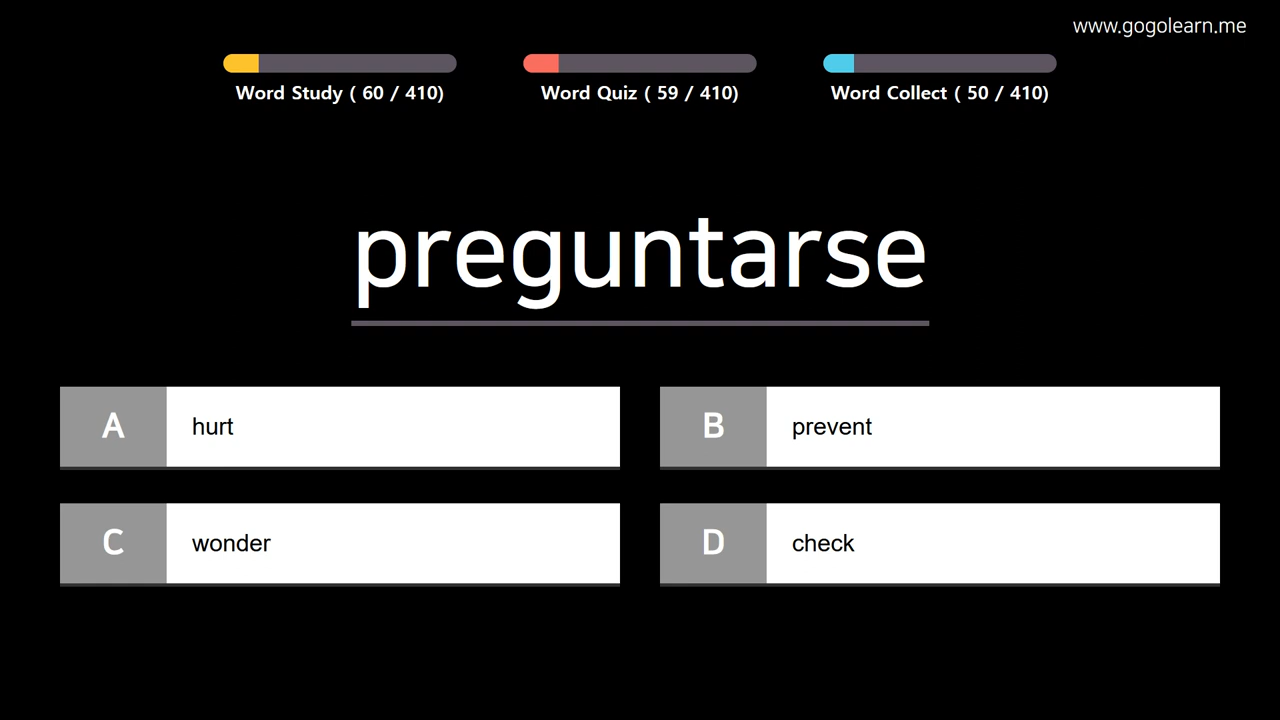 www.gogolearn.me
Word Study ( 60 / 410)
Word Quiz ( 59 / 410)
Word Collect ( 50 / 410)
preguntarse
A hurt
B prevent
C wonder
D check